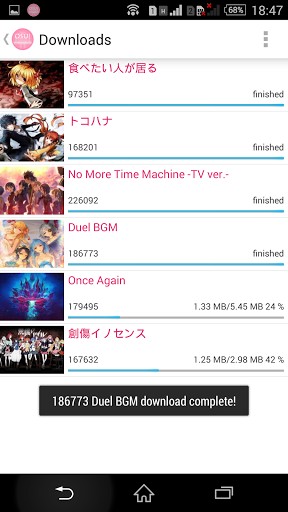 68% 18:47
osu!
Downloads
食べたい人が居る
97351 finished
トコハナ
168201 finished
No More Time Machine -TV ver.-
226092 finished
Duel BGM
186773 finished
Once Again
179495 1.33 MB/5.45 MB 24 %
創傷イノセンス
167632 1.25 MB/2.98 MB 42 %
186773 Duel BGM download complete!